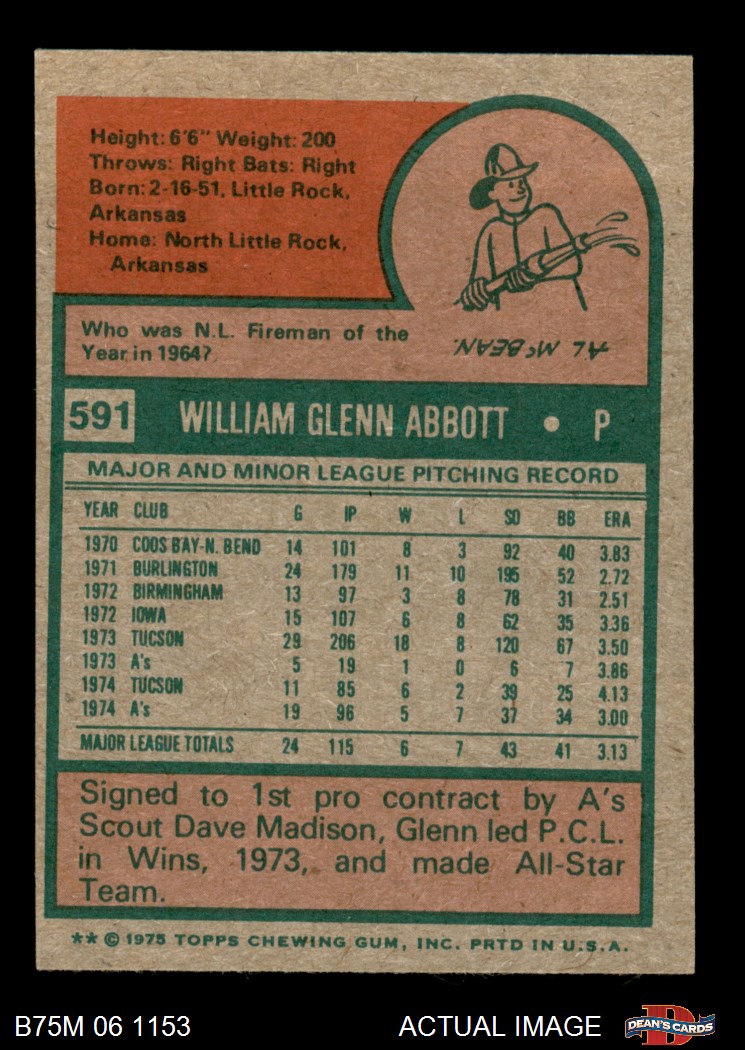 Height: 6'6" Weight: 200
Throws: Right Bats: Right
Born: 2-16-51, Little Rock,
Arkansas
Home: North Little Rock,
Arkansas
Who was N.L. Fireman of the
Year in 1964?
AL McBEAN.
591 WILLIAM GLENN ABBOTT • P
MAJOR AND MINOR LEAGUE PITCHING RECORD
YEAR CLUB G IP W L SO BB ERA
1970 COOS BAY-N. BEND 14 101 8 3 92 40 3.83
1971 BURLINGTON 24 179 11 10 195 52 2.72
1972 BIRMINGHAM 13 97 3 8 78 31 2.51
1972 IOWA 15 107 6 8 62 35 3.36
1973 TUCSON 29 206 18 8 120 67 3.50
1973 A's 5 19 1 0 6 7 3.86
1974 TUCSON 11 85 6 2 39 25 4.13
1974 A's 19 96 5 7 37 34 3.00
MAJOR LEAGUE TOTALS 24 115 6 7 43 41 3.13
Signed to 1st pro contract by A's
Scout Dave Madison, Glenn led P.C.L.
in Wins, 1973, and made All-Star
Team.
** © 1975 TOPPS CHEWING GUM, INC. PRTD IN U.S.A.
B75M 06 1153 ACTUAL IMAGE D DEAN'S CARDS